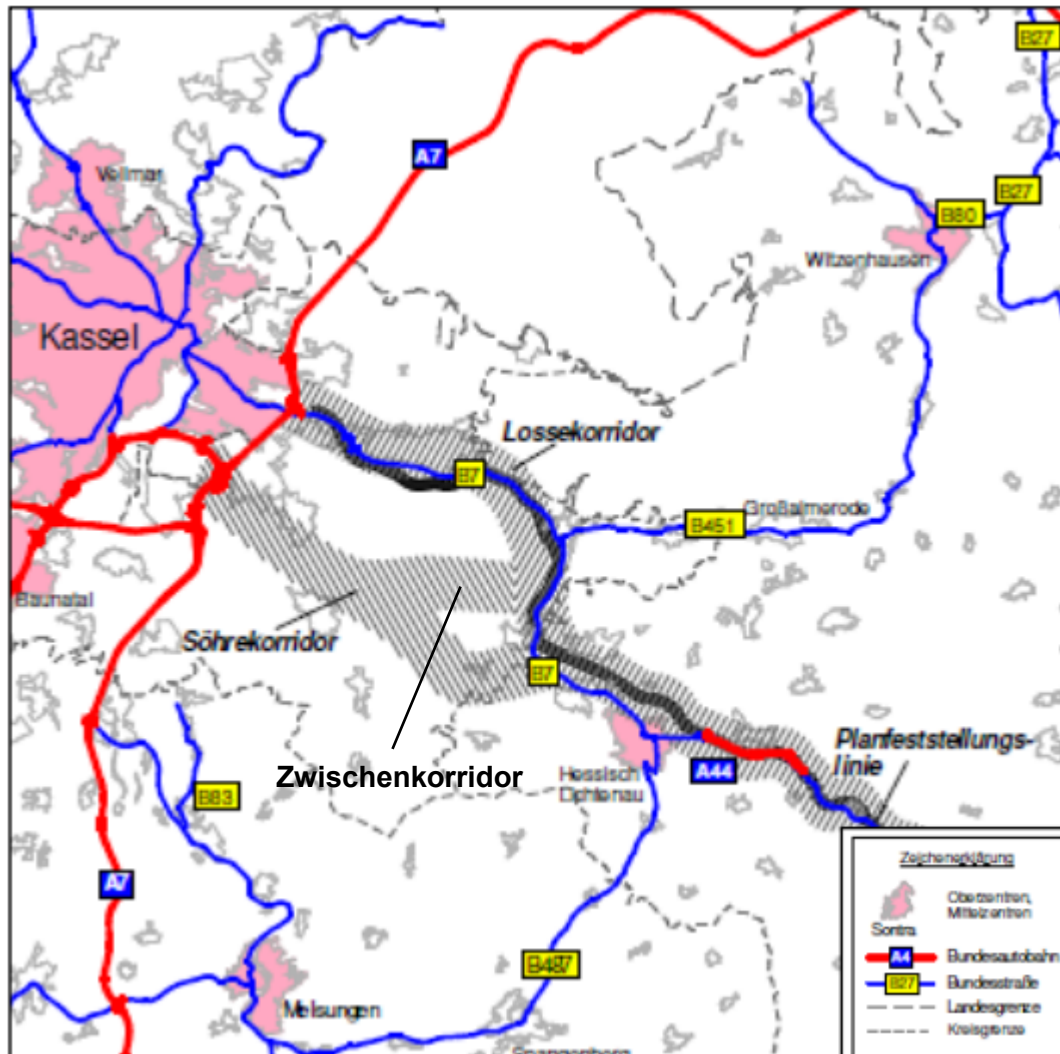 B27
Vellmar
A7
B27
B80
Witzenhausen
Kassel
Lossekorridor
B7
Großalmerode
B451
Baunatal
Söhrekorridor
B7
Planfeststellungs-
linie
Zwischenkorridor
A44
Hessisch
Lichtenau
B83
Zeichenerklärung
A7
Oberzentren,
Mittelzentren
Sontra
A4 Bundesautobahn
B487
B27 Bundesstraße
Melsungen
Landesgrenze
Kreisgrenze
Spangenberg